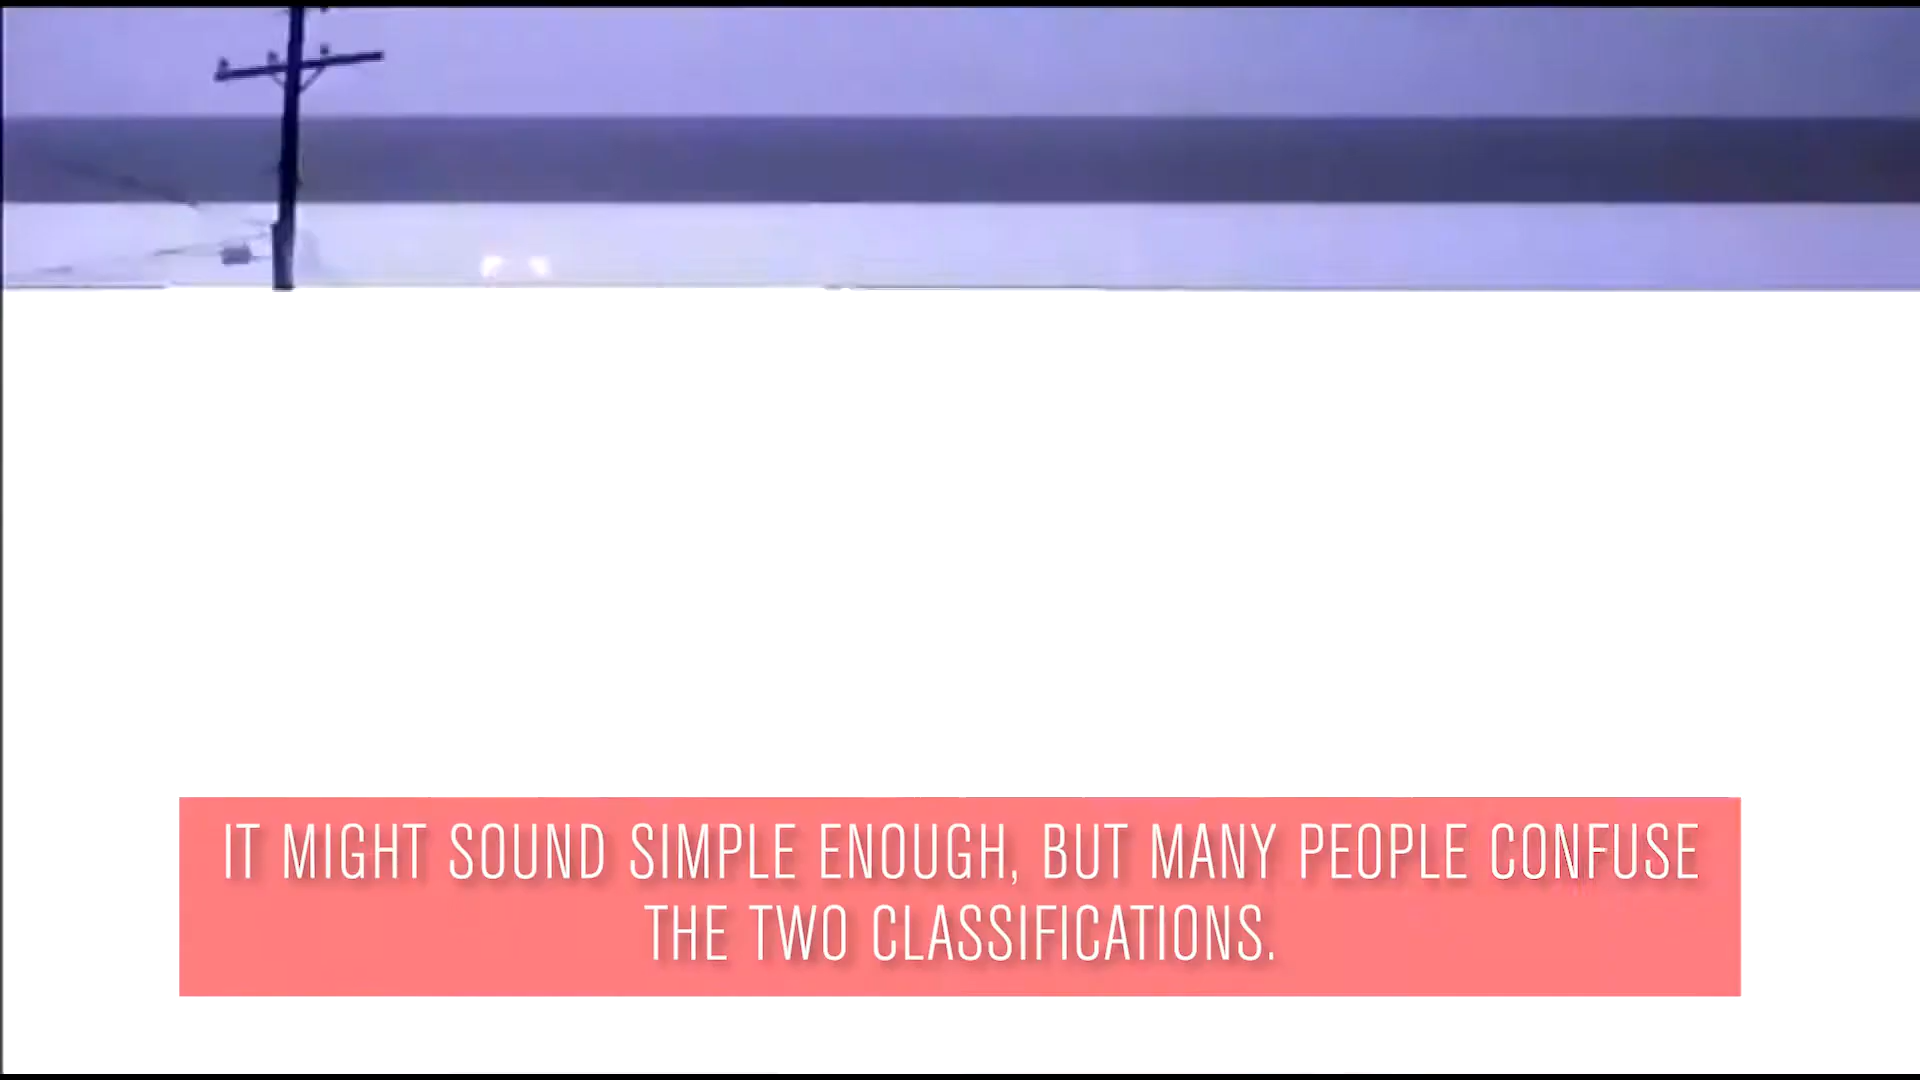 IT MIGHT SOUND SIMPLE ENOUGH, BUT MANY PEOPLE CONFUSE
THE TWO CLASSIFICATIONS.